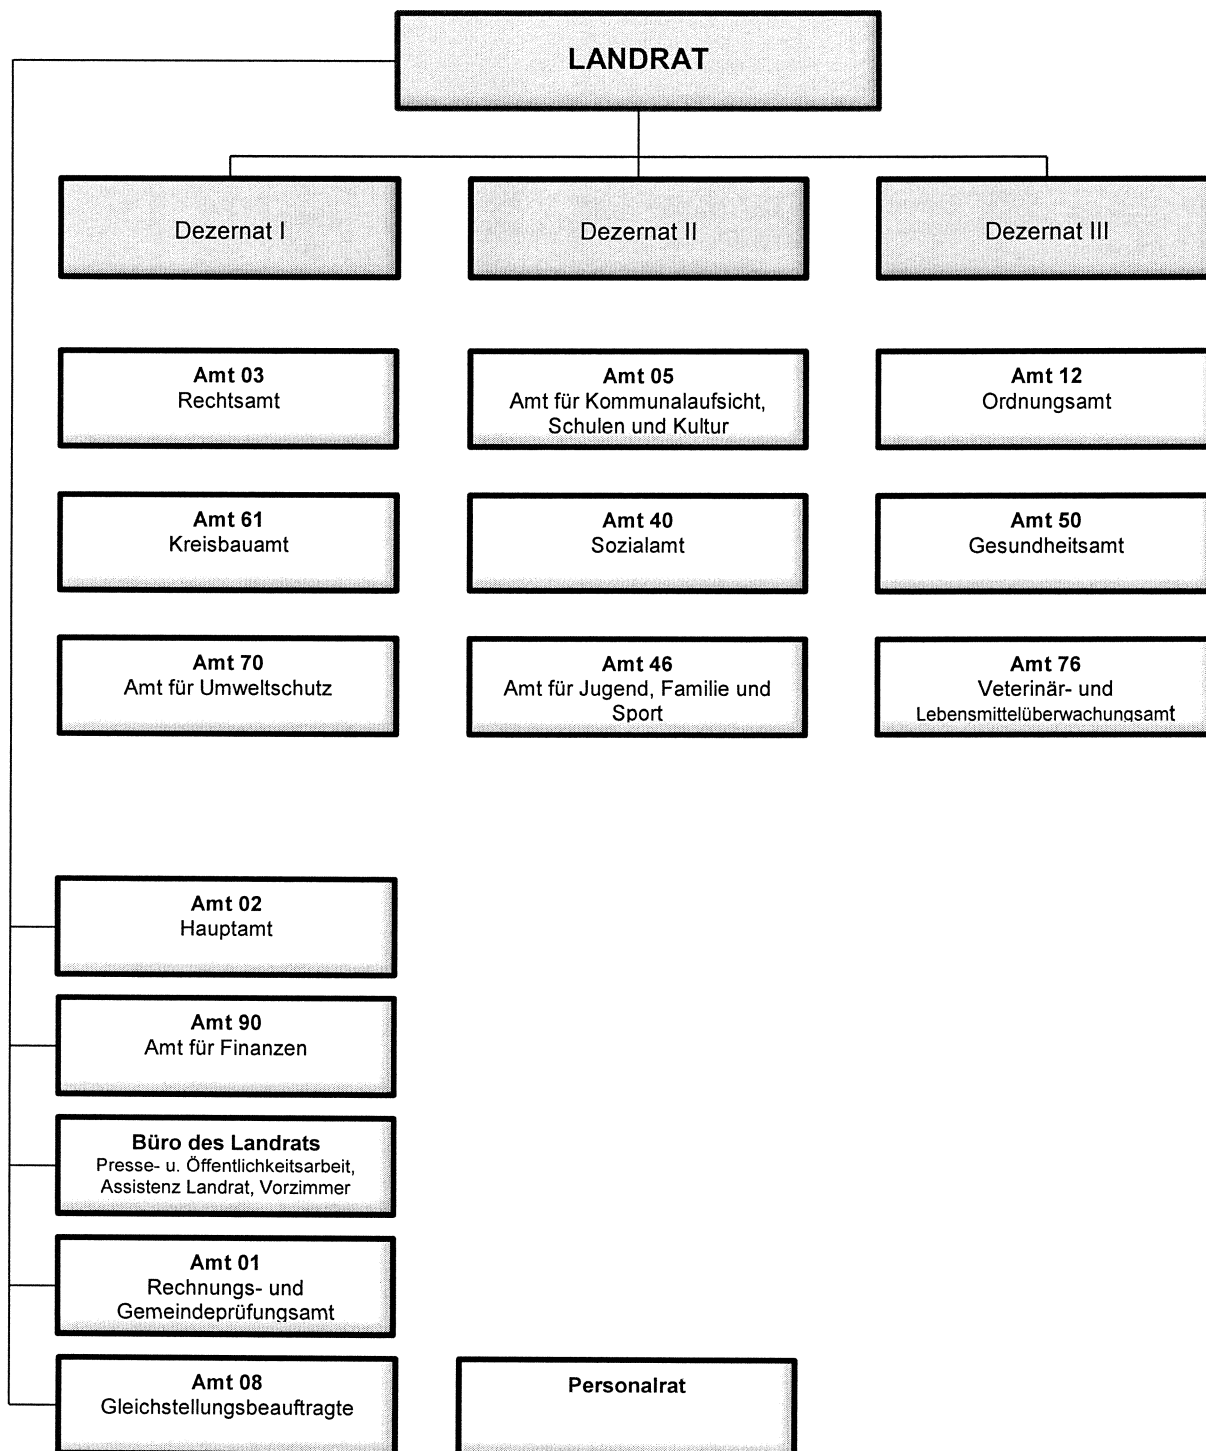 LANDRAT
Dezernat I
Dezernat II
Dezernat III
Amt 03
Rechtsamt
Amt 05
Amt für Kommunalaufsicht,
Schulen und Kultur
Amt 12
Ordnungsamt
Amt 61
Kreisbauamt
Amt 40
Sozialamt
Amt 50
Gesundheitsamt
Amt 70
Amt für Umweltschutz
Amt 46
Amt für Jugend, Familie und
Sport
Amt 76
Veterinär- und
Lebensmittelüberwachungsamt
Amt 02
Hauptamt
Amt 90
Amt für Finanzen
Büro des Landrats
Presse- u. Öffentlichkeitsarbeit,
Assistenz Landrat, Vorzimmer
Amt 01
Rechnungs- und
Gemeindeprüfungsamt
Amt 08
Gleichstellungsbeauftragte
Personalrat